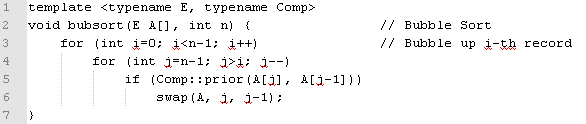 1 template <typename E, typename Comp>
2 void bubsort(E A[], int n) { // Bubble Sort
3 for (int i=0; i<n-1; i++) // Bubble up i-th record
4 for (int j=n-1; j>i; j--)
5 if (Comp::prior(A[j], A[j-1]))
6 swap(A, j, j-1);
7 }